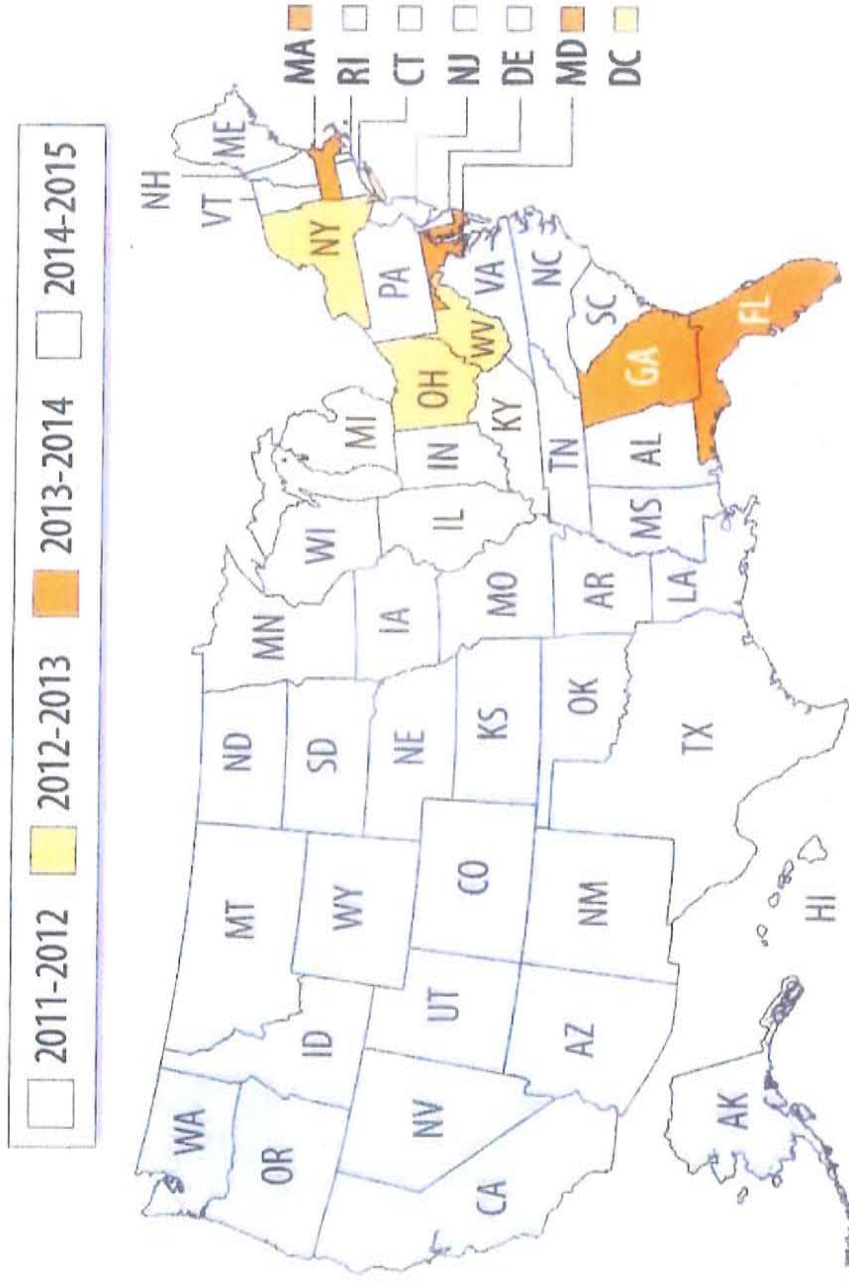 2011-2012 2012-2013 2013-2014 2014-2015
WA
OR
CA
NV
ID
MT
WY
UT
AZ
CO
NM
ND
SD
NE
KS
OK
TX
MN
IA
MO
AR
LA
WI
IL
MI
IN
OH
KY
TN
MS
AL
GA
FL
SC
NC
VA
WV
PA
NY
VT
NH
ME
MA
RI
CT
NJ
DE
MD
DC
AK
HI